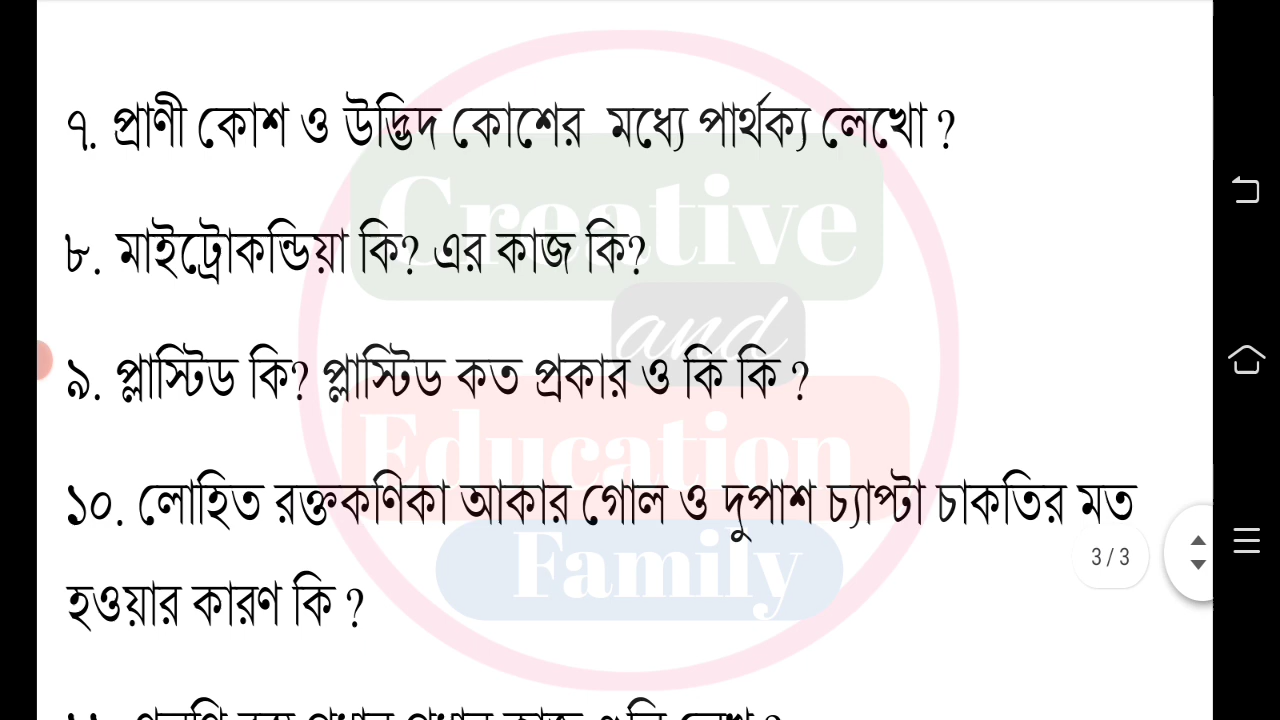 ৭. প্রাণী কোশ ও উদ্ভিদ কোশের মধ্যে পার্থক্য লেখো ?
৮. মাইট্রোকন্ডিয়া কি? এর কাজ কি?
৯. প্লাস্টিড কি? প্লাস্টিড কত প্রকার ও কি কি ?
১০. লোহিত রক্তকণিকা আকার গোল ও দুপাশ চ্যাপ্টা চাকতির মত
হওয়ার কারণ কি ?
3 / 3
Creative
and
Education
Family